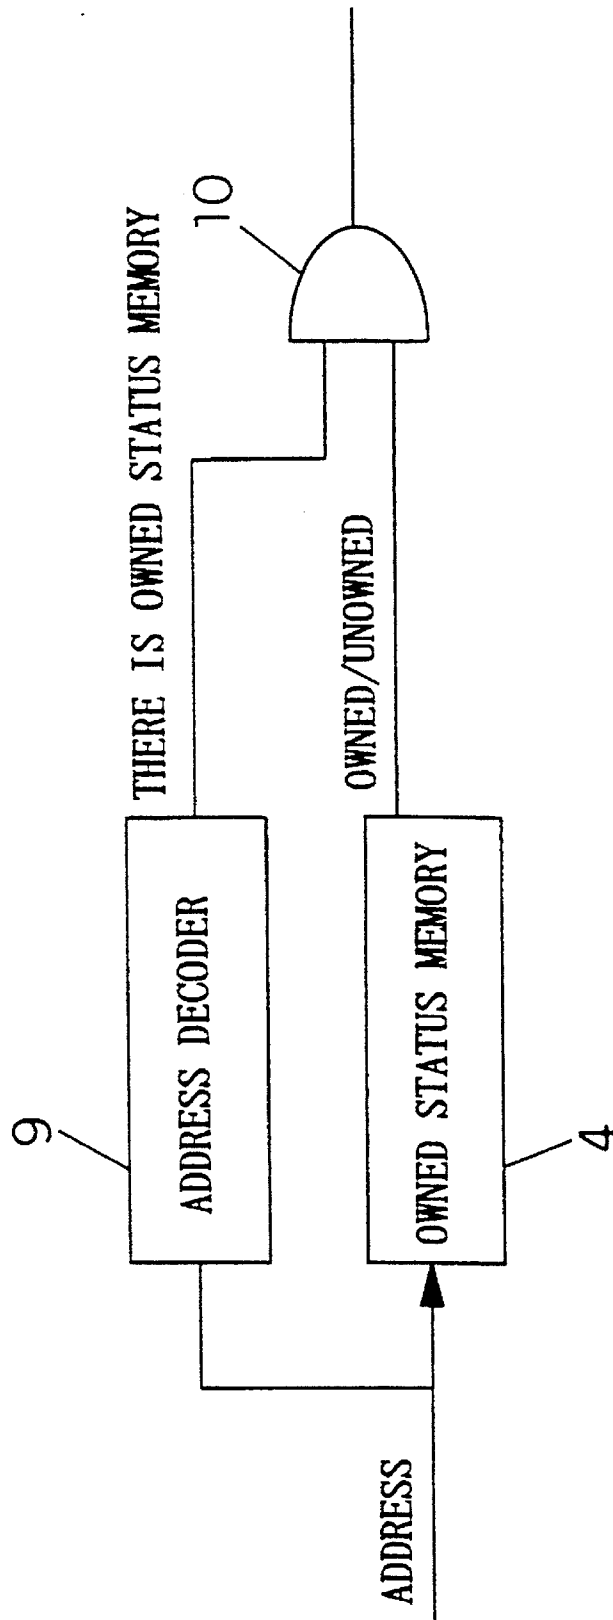 ADDRESS
9
ADDRESS DECODER
OWNED STATUS MEMORY
4
THERE IS OWNED STATUS MEMORY
OWNED/UNOWNED
10